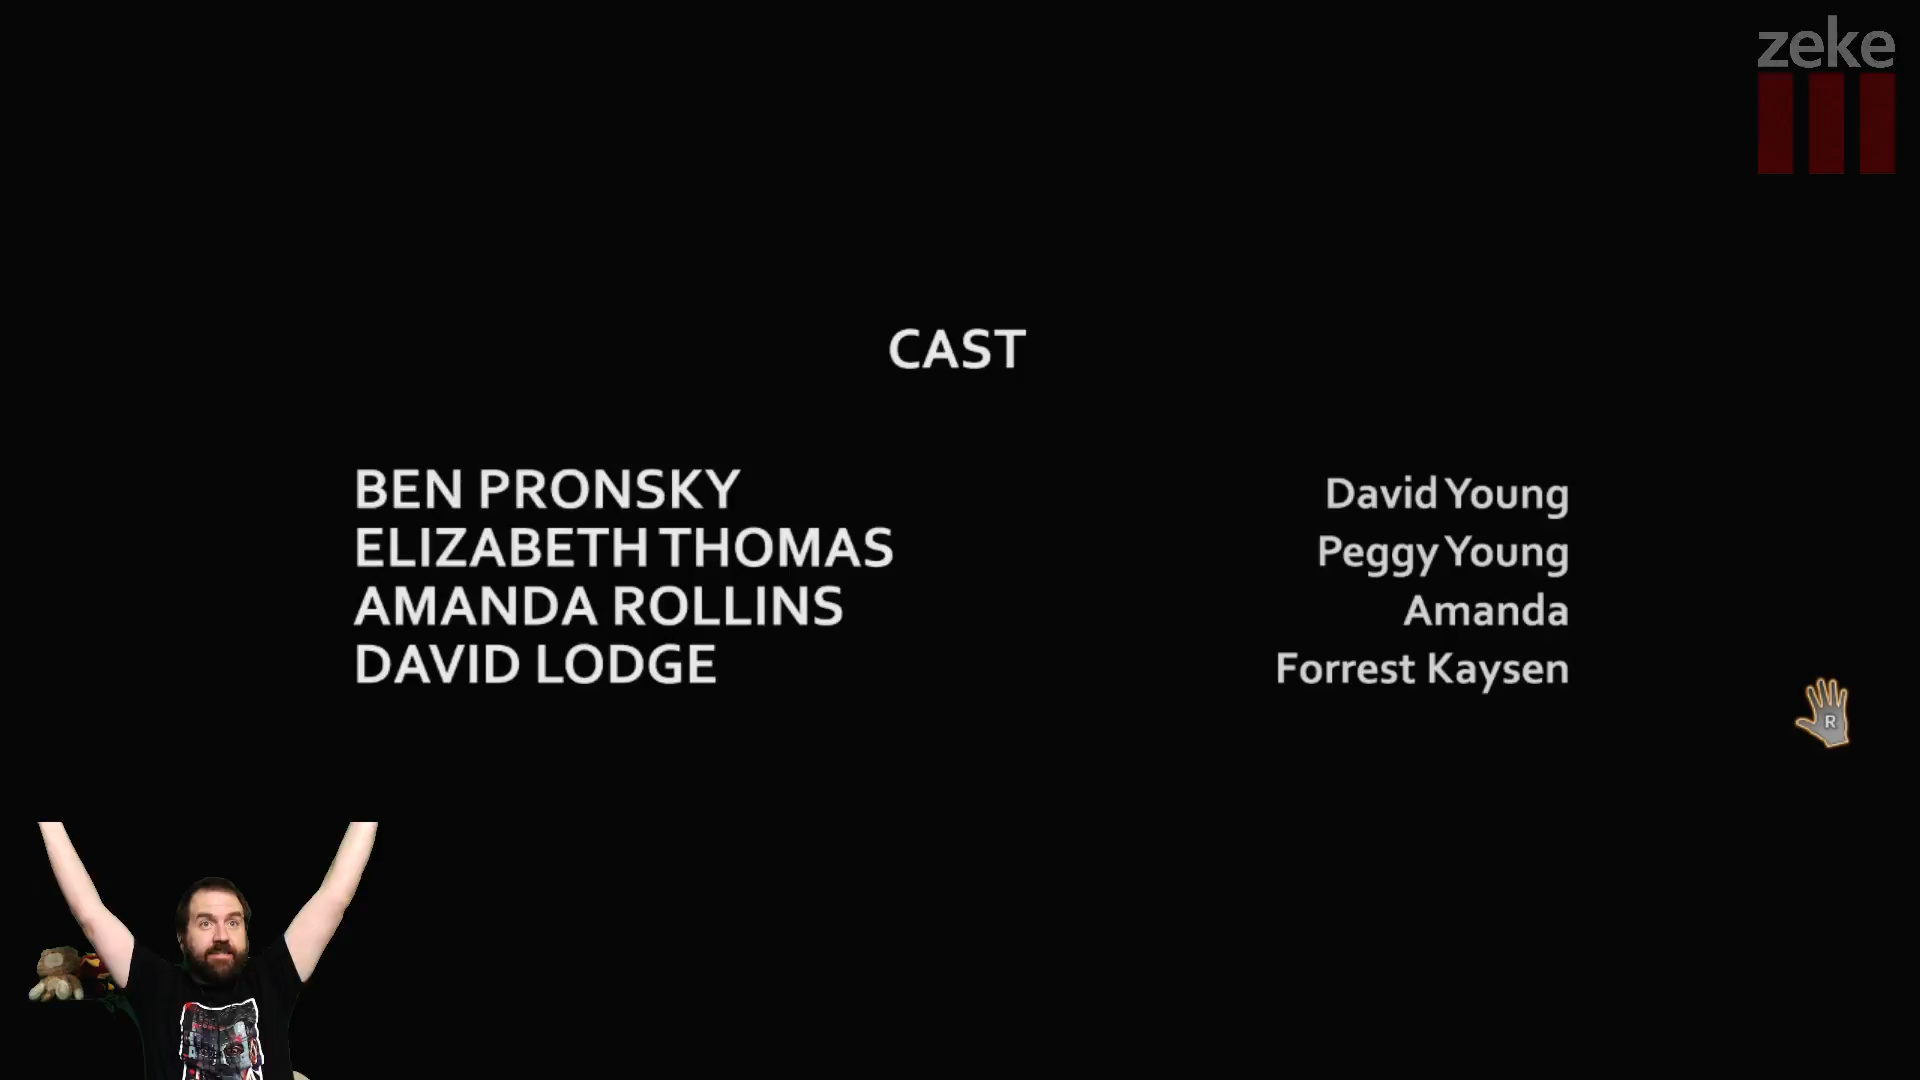 zeke
CAST
BEN PRONSKY David Young
ELIZABETH THOMAS Peggy Young
AMANDA ROLLINS Amanda
DAVID LODGE Forrest Kaysen
R